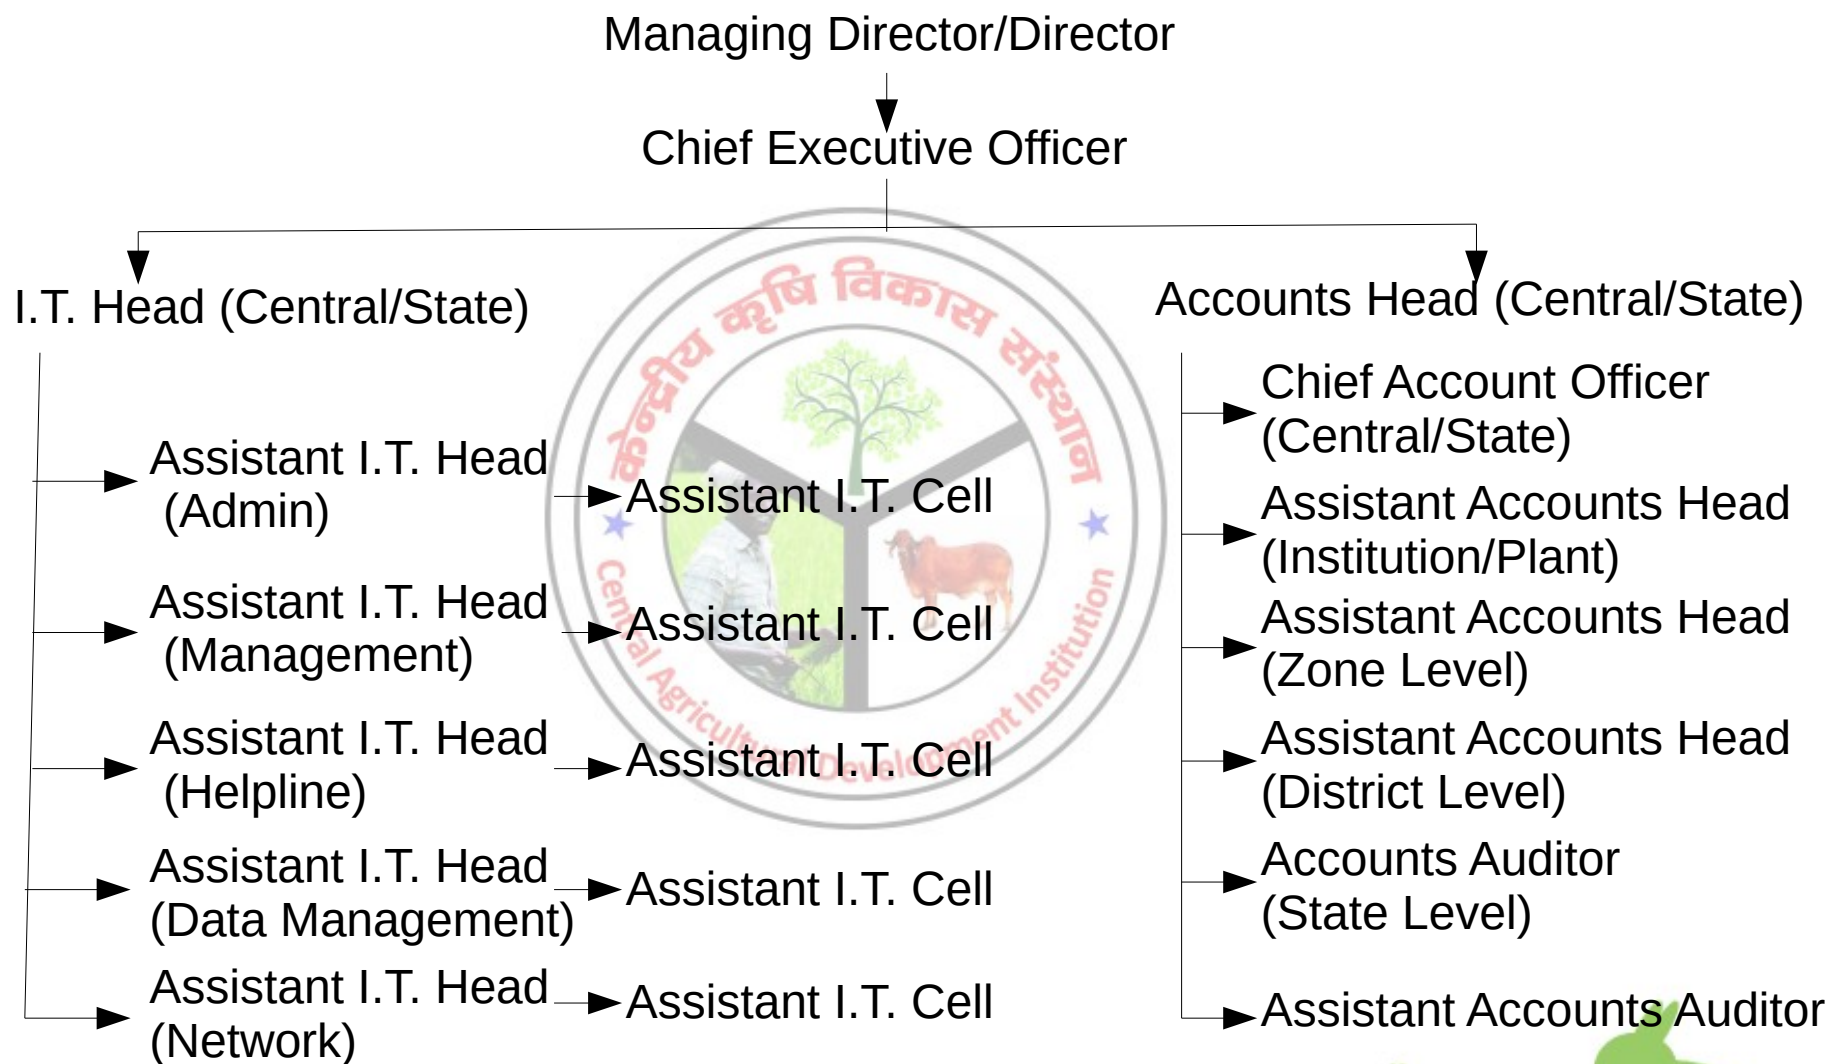 Managing Director/Director
Chief Executive Officer
I.T. Head (Central/State)
Accounts Head (Central/State)
Assistant I.T. Head
(Admin)
Assistant I.T. Cell
Assistant I.T. Head
(Management)
Assistant I.T. Cell
Assistant I.T. Head
(Helpline)
Assistant I.T. Cell
Assistant I.T. Head
(Data Management)
Assistant I.T. Cell
Assistant I.T. Head
(Network)
Assistant I.T. Cell
Chief Account Officer
(Central/State)
Assistant Accounts Head
(Institution/Plant)
Assistant Accounts Head
(Zone Level)
Assistant Accounts Head
(District Level)
Accounts Auditor
(State Level)
Assistant Accounts Auditor
केन्द्रीय कृषि विकास संस्थान
Central Agricultural Development Institution